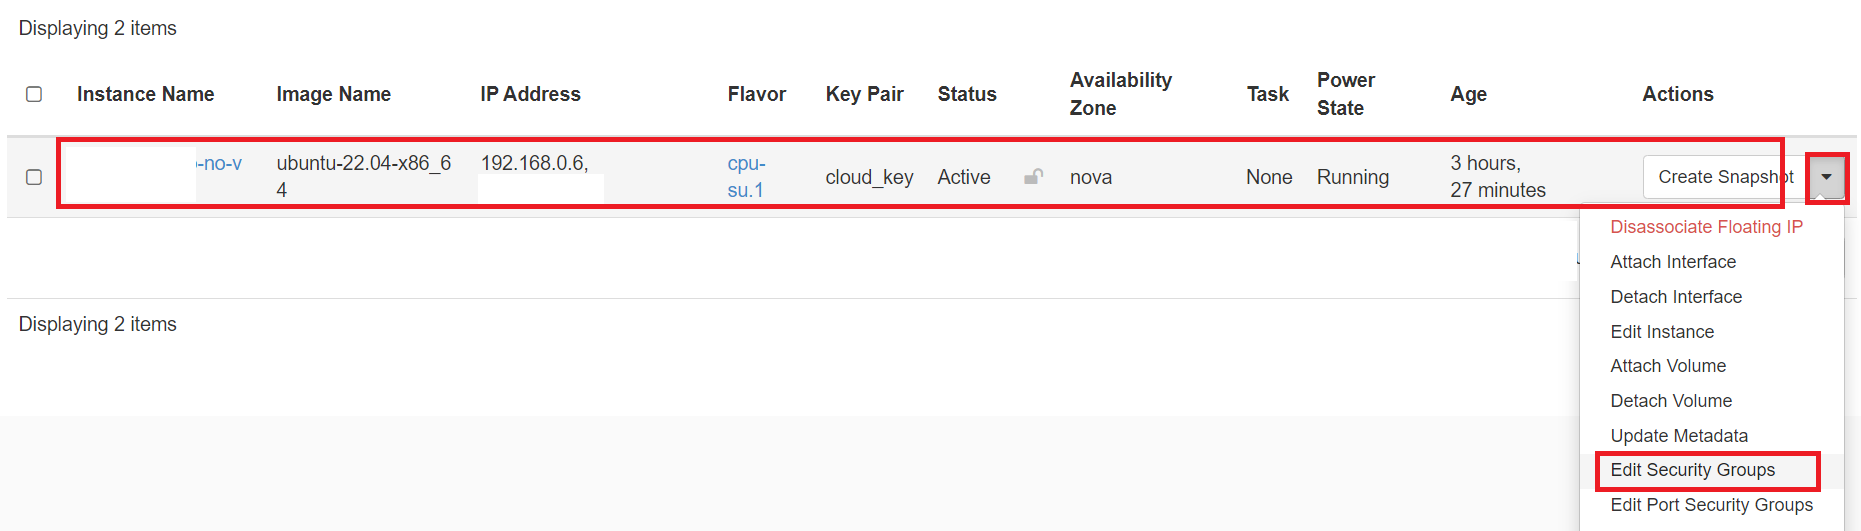 Displaying 2 items
Instance Name Image Name IP Address Flavor Key Pair Status Availability Zone Task Power State Age Actions
-no-v ubuntu-22.04-x86_64 192.168.0.6, cpu-su.1 cloud_key Active nova None Running 3 hours, 27 minutes Create Snapshot
Disassociate Floating IP
Attach Interface
Detach Interface
Edit Instance
Displaying 2 items
Attach Volume
Detach Volume
Update Metadata
Edit Security Groups
Edit Port Security Groups